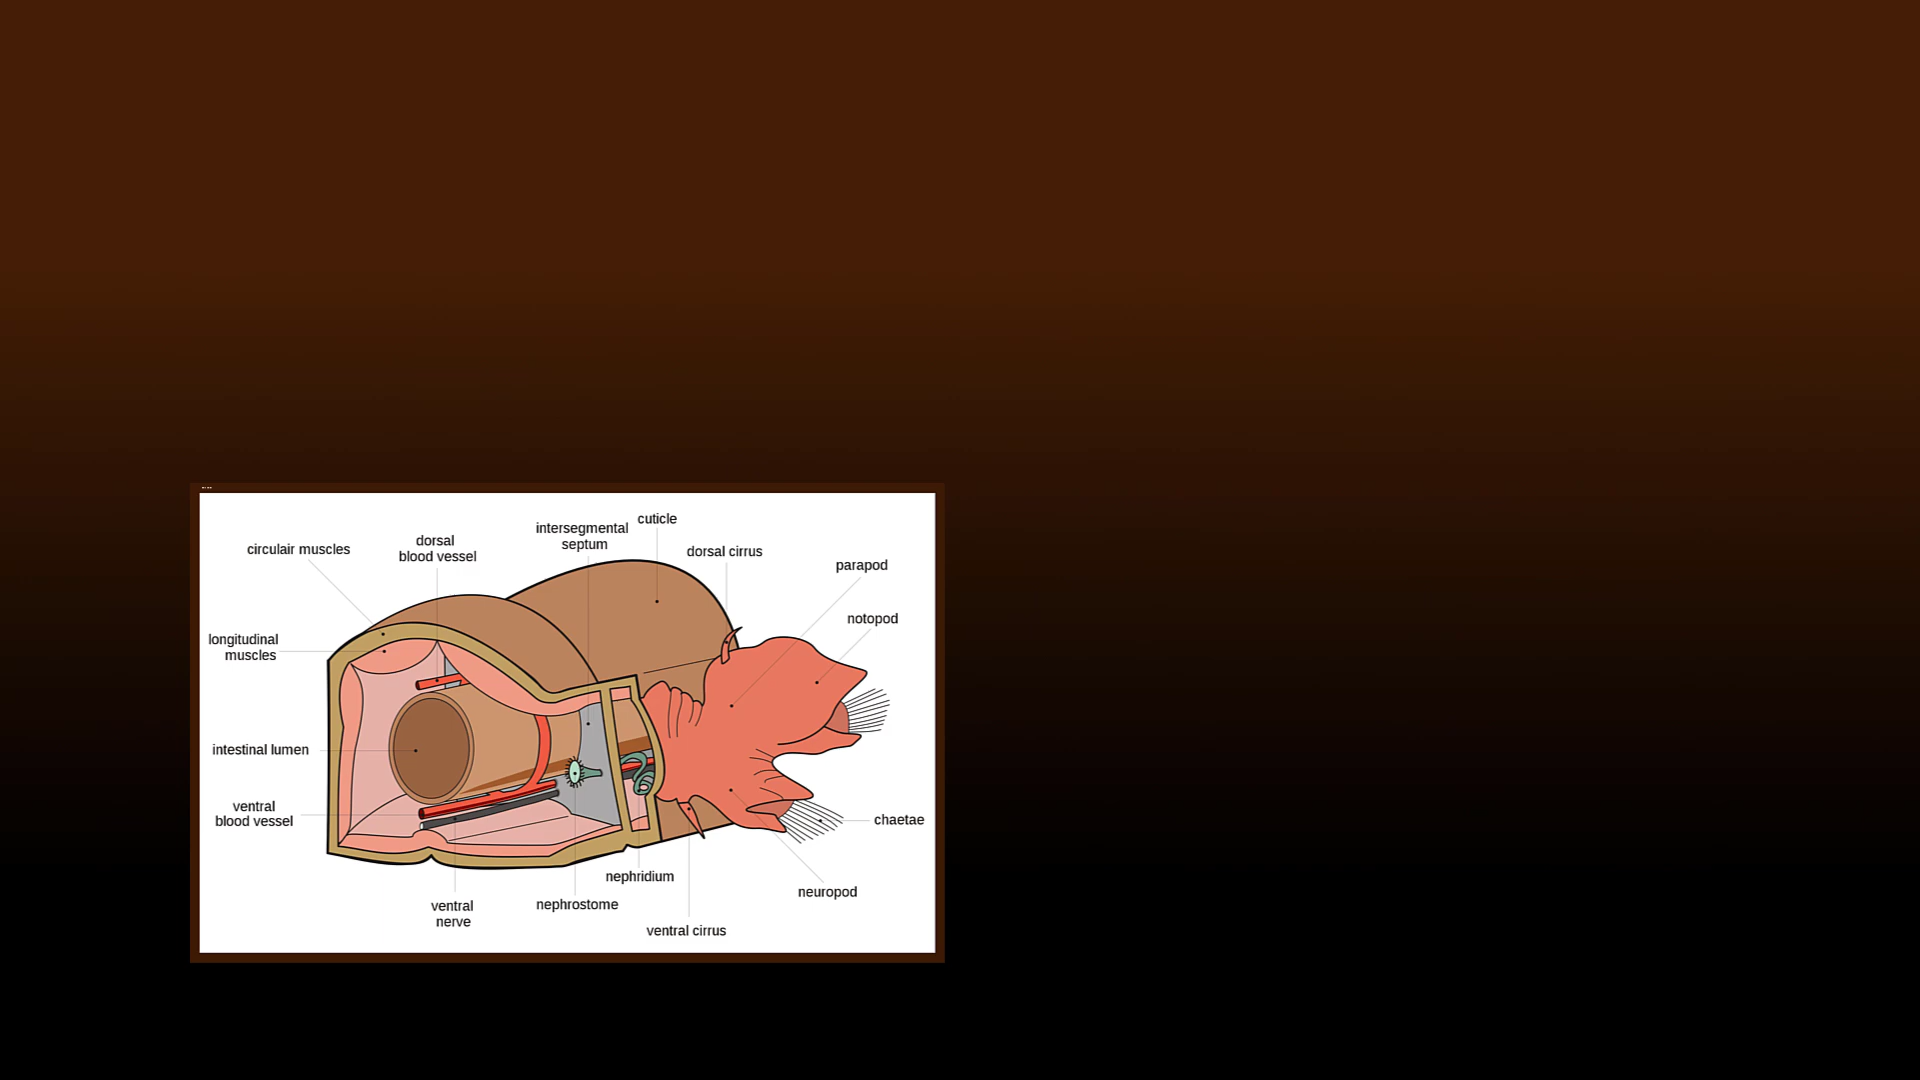 cuticle
intersegmental
septum
dorsal
blood vessel
circulair muscles
dorsal cirrus
parapod
notopod
longitudinal
muscles
intestinal lumen
ventral
blood vessel
chaetae
nephridium
neuropod
nephrostome
ventral
nerve
ventral cirrus